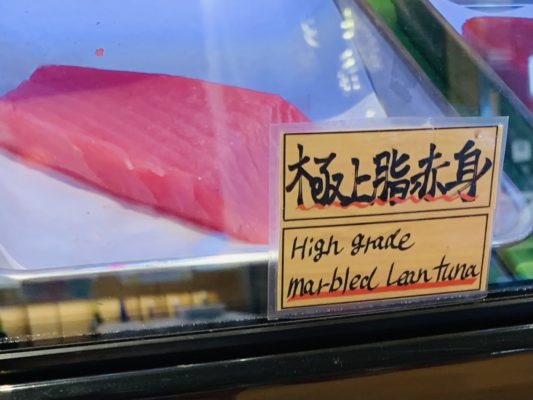 極上脂赤身
High grade
marbled Lean tuna